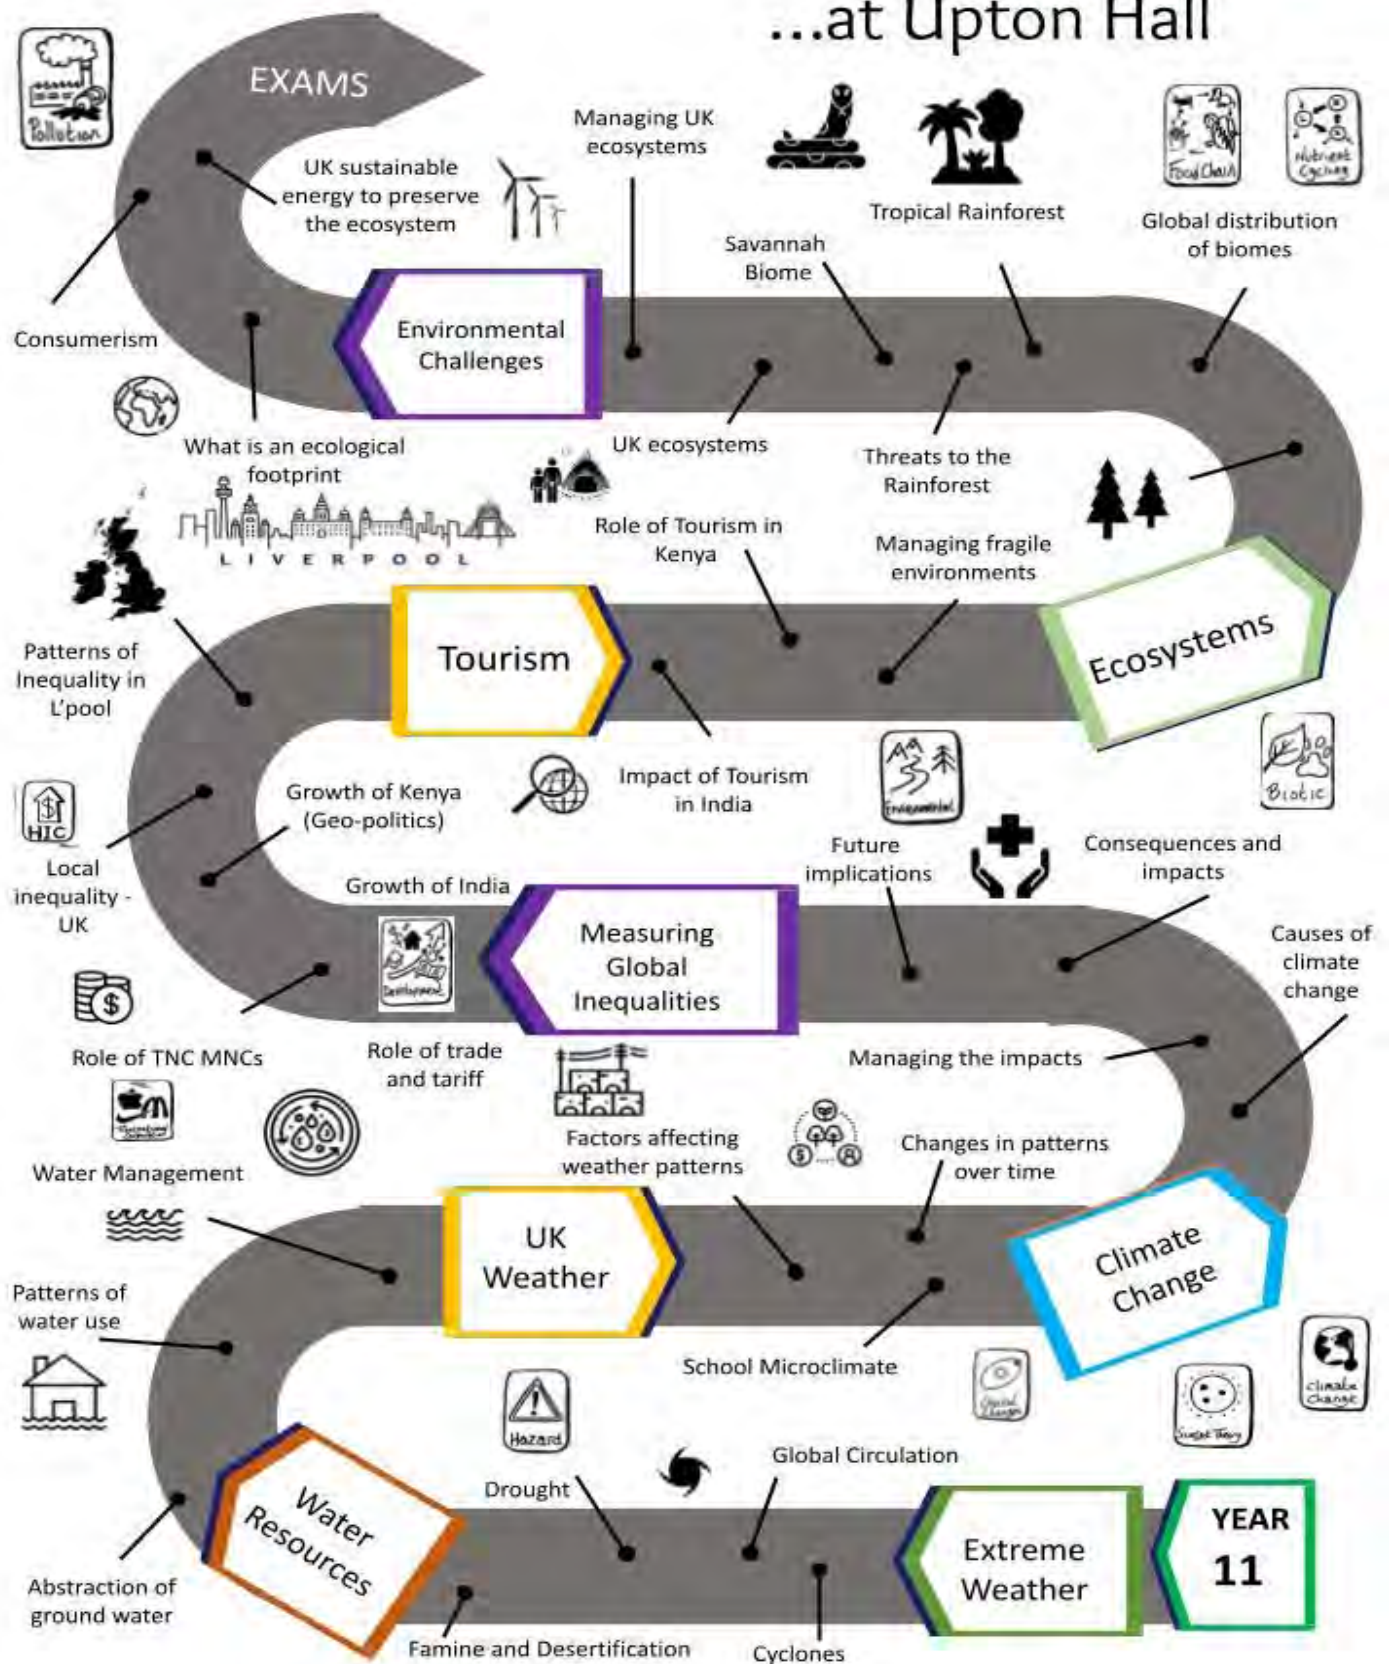 ...at Upton Hall
Pollution
EXAMS
UK sustainable
energy to preserve
the ecosystem
Managing UK
ecosystems
Savannah
Biome
Tropical Rainforest
Food Chain
Nutrient
Cycling
Global distribution
of biomes
Consumerism
Environmental
Challenges
What is an ecological
footprint
UK ecosystems
Threats to the
Rainforest
LIVERPOOL
Role of Tourism in
Kenya
Managing fragile
environments
Patterns of
Inequality in
L'pool
Tourism
Ecosystems
Impact of Tourism
in India
Environmental
Biotic
HIC
Local
inequality -
UK
Growth of Kenya
(Geo-politics)
Growth of India
Development
Measuring
Global
Inequalities
Future
implications
Consequences and
impacts
Causes of
climate
change
Role of TNC MNCs
Role of trade
and tariff
Managing the impacts
Water Management
Factors affecting
weather patterns
Changes in patterns
over time
UK
Weather
Climate
Change
Patterns of
water use
School Microclimate
Hazard
Sunspot Theory
Climate
Change
Drought
Global Circulation
Water
Resources
Extreme
Weather
YEAR
11
Abstraction of
ground water
Famine and Desertification
Cyclones